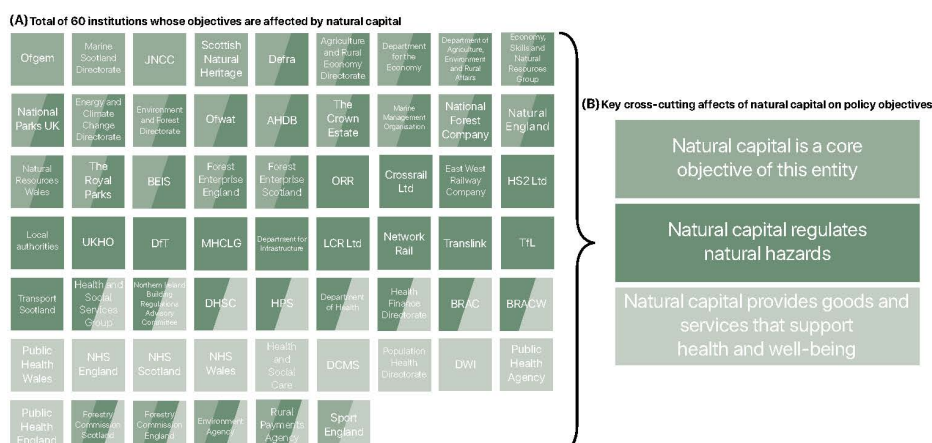 (A) Total of 60 institutions whose objectives are affected by natural capital
Ofgem
Marine
Scotland
Directorate
JNCC
Scottish
Natural
Heritage
Defra
Agriculture
and Rural
Economy
Directorate
Department
for the
Economy
Department of
Agriculture,
Environment
and Rural
Affairs
Economy,
Skills and
Natural
Resources
Group
National
Parks UK
Energy and
Climate
Change
Directorate
Environment
and Forest
Directorate
Ofwat
AHDB
The
Crown
Estate
Marine
Management
Organisation
National
Forest
Company
Natural
England
Natural
Resources
Wales
The
Royal
Parks
BEIS
Forest
Enterprise
England
Forest
Enterprise
Scotland
ORR
Crossrail
Ltd
East West
Railway
Company
HS2 Ltd
Local
authorities
UKHO
DfT
MHCLG
Department for
Infrastructure
LCR Ltd
Network
Rail
Translink
TfL
Transport
Scotland
Health and
Social
Services
Group
Northern Ireland
Building
Regulations
Advisory
Committee
DHSC
HPS
Department
of Health
Health
Finance
Directorate
BRAC
BRACW
Public
Health
Wales
NHS
England
NHS
Scotland
NHS
Wales
Health
and
Social
Care
DCMS
Population
Health
Directorate
DWI
Public
Health
Agency
Public
Health
England
Forestry
Commission
Scotland
Forestry
Commission
England
Environment
Agency
Rural
Payments
Agency
Sport
England
(B) Key cross-cutting affects of natural capital on policy objectives
Natural capital is a core
objective of this entity
Natural capital regulates
natural hazards
Natural capital provides goods and
services that support
health and well-being